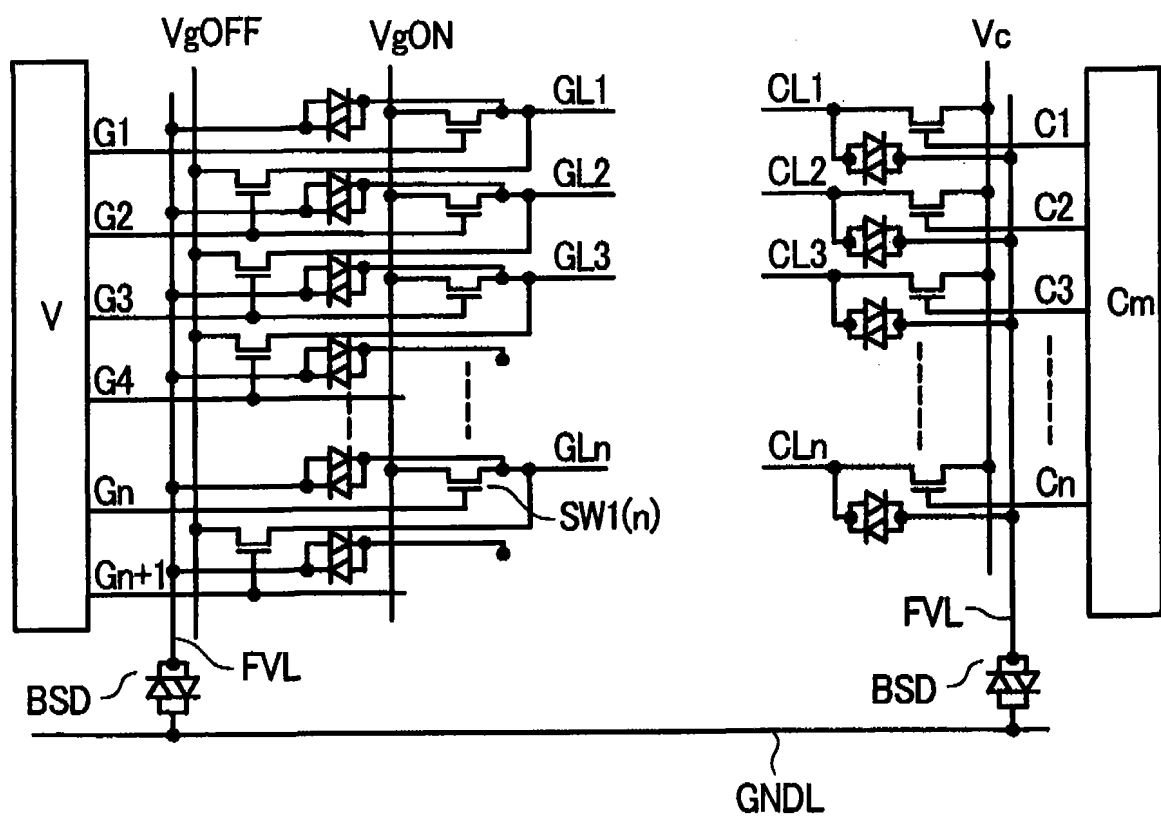 VgOFF VgON Vc
GL1 CL1
G1 C1
GL2 CL2
G2 C2
GL3 CL3
G3 C3
V Cm
G4
GLn CLn
Gn Cn
SW1(n)
Gn+1
FVL FVL
BSD BSD
GNDL